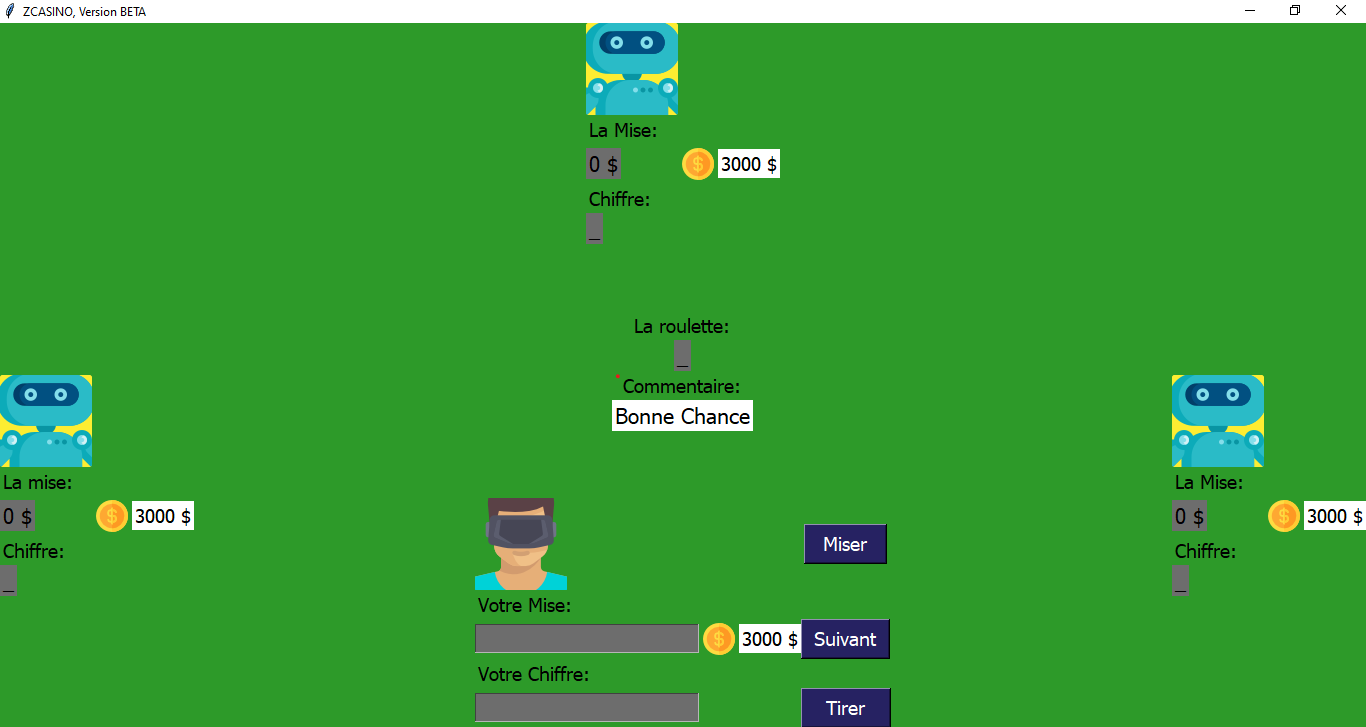 ZCASINO, Version BETA
La Mise:
0 $
$
3000 $
Chiffre:
_
La roulette:
_
Commentaire:
Bonne Chance
La mise:
0 $
$
3000 $
Chiffre:
_
La Mise:
0 $
$
3000 $
Chiffre:
_
Miser
Votre Mise:
$
3000 $
Suivant
Votre Chiffre:
Tirer